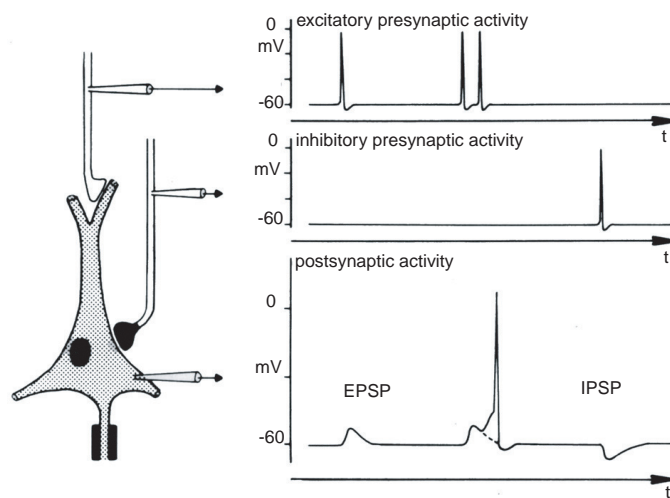 0
excitatory presynaptic activity
mV
-60
t
0
inhibitory presynaptic activity
mV
-60
t
postsynaptic activity
0
mV
EPSP
IPSP
-60
t